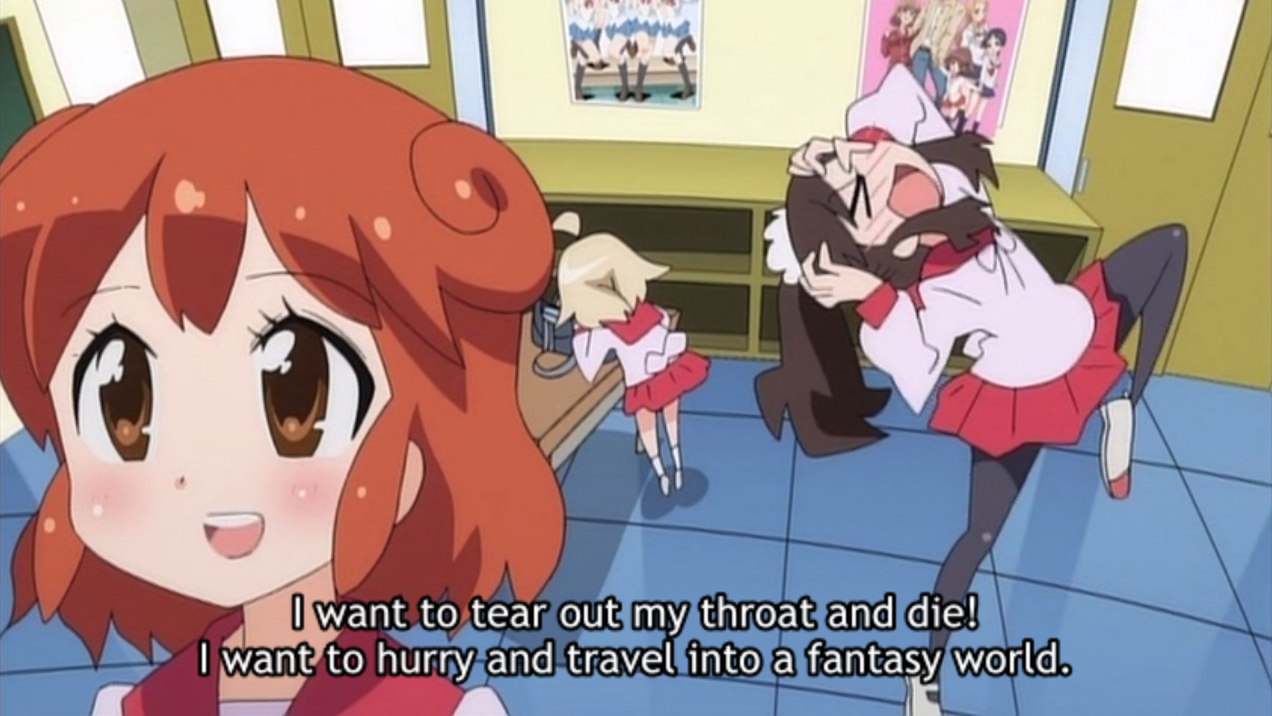 I want to tear out my throat and die!
I want to hurry and travel into a fantasy world.